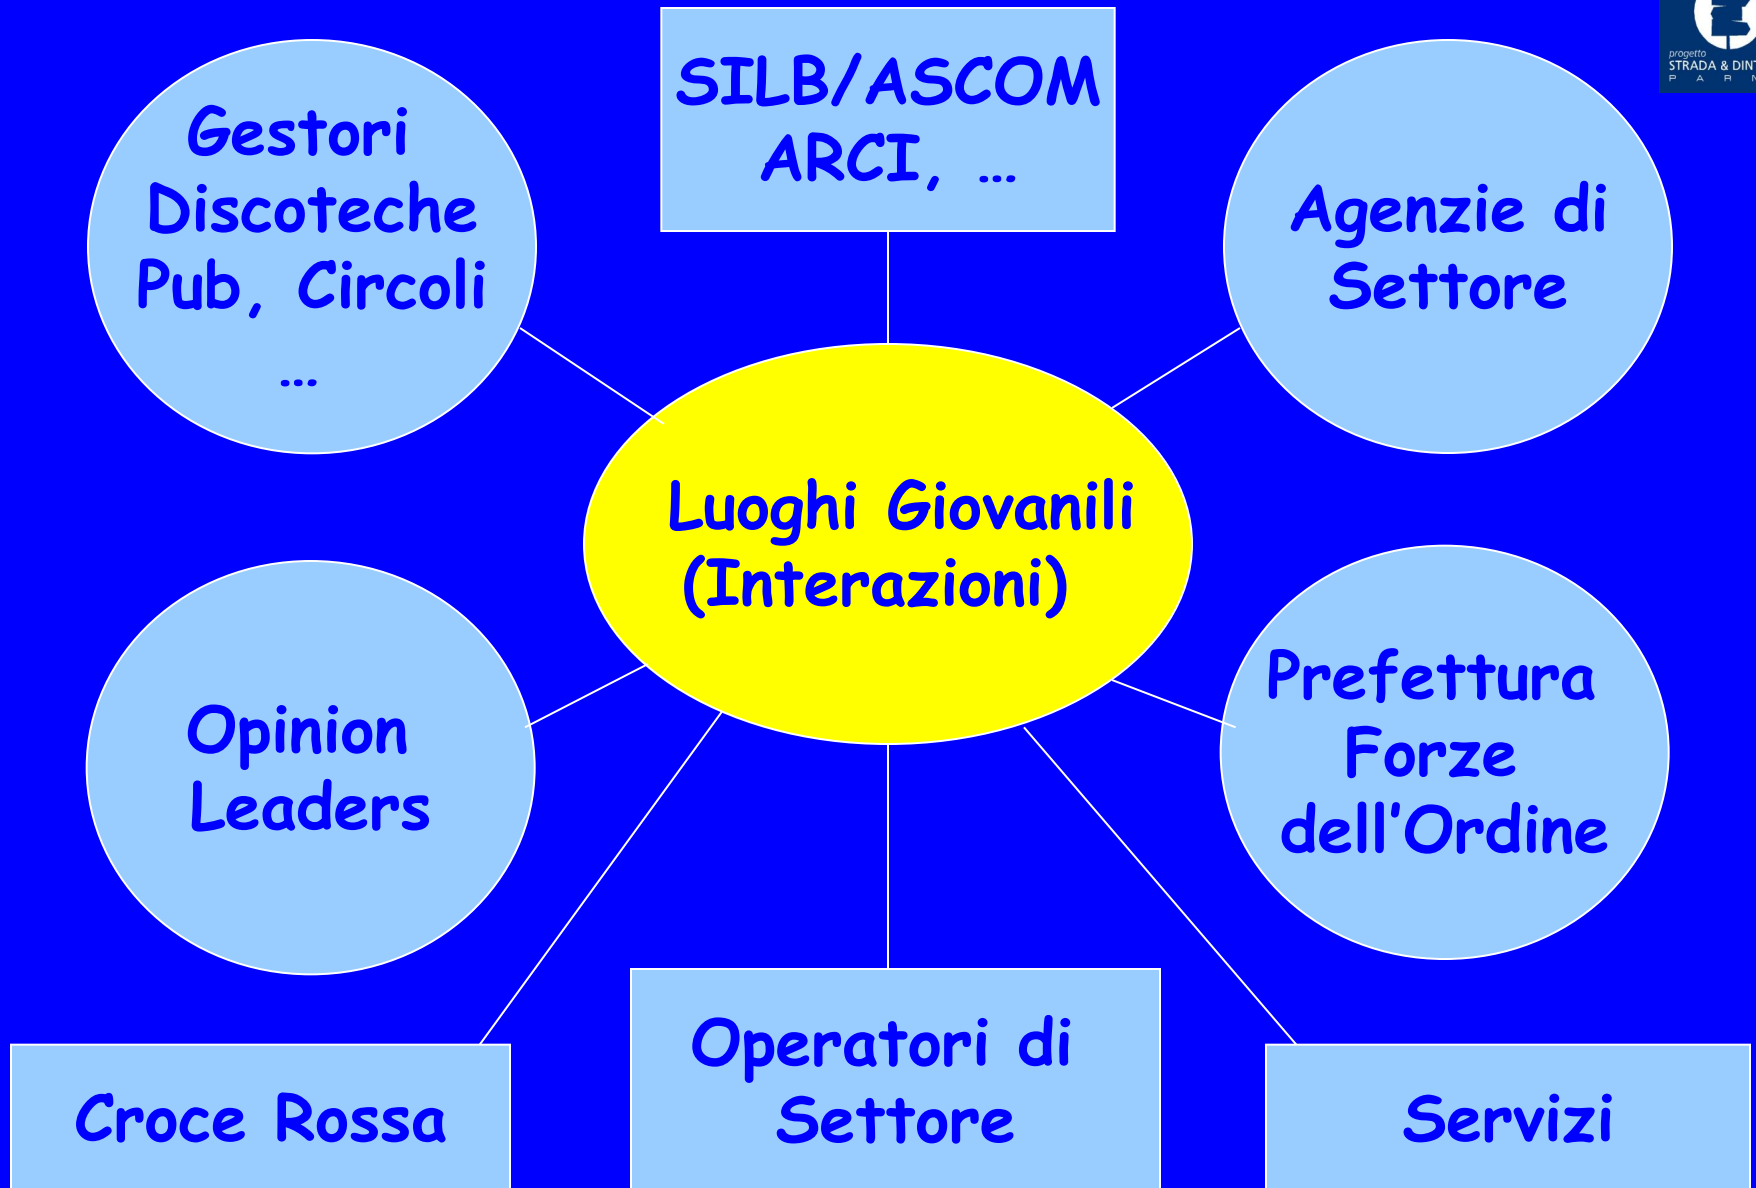 SILB/ASCOM
ARCI, …
progetto
STRADA &
Gestori
Discoteche
Pub, Circoli
…
Agenzie di
Settore
Luoghi Giovanili
(Interazioni)
Opinion
Leaders
Prefettura
Forze
dell’Ordine
Croce Rossa
Operatori di
Settore
Servizi